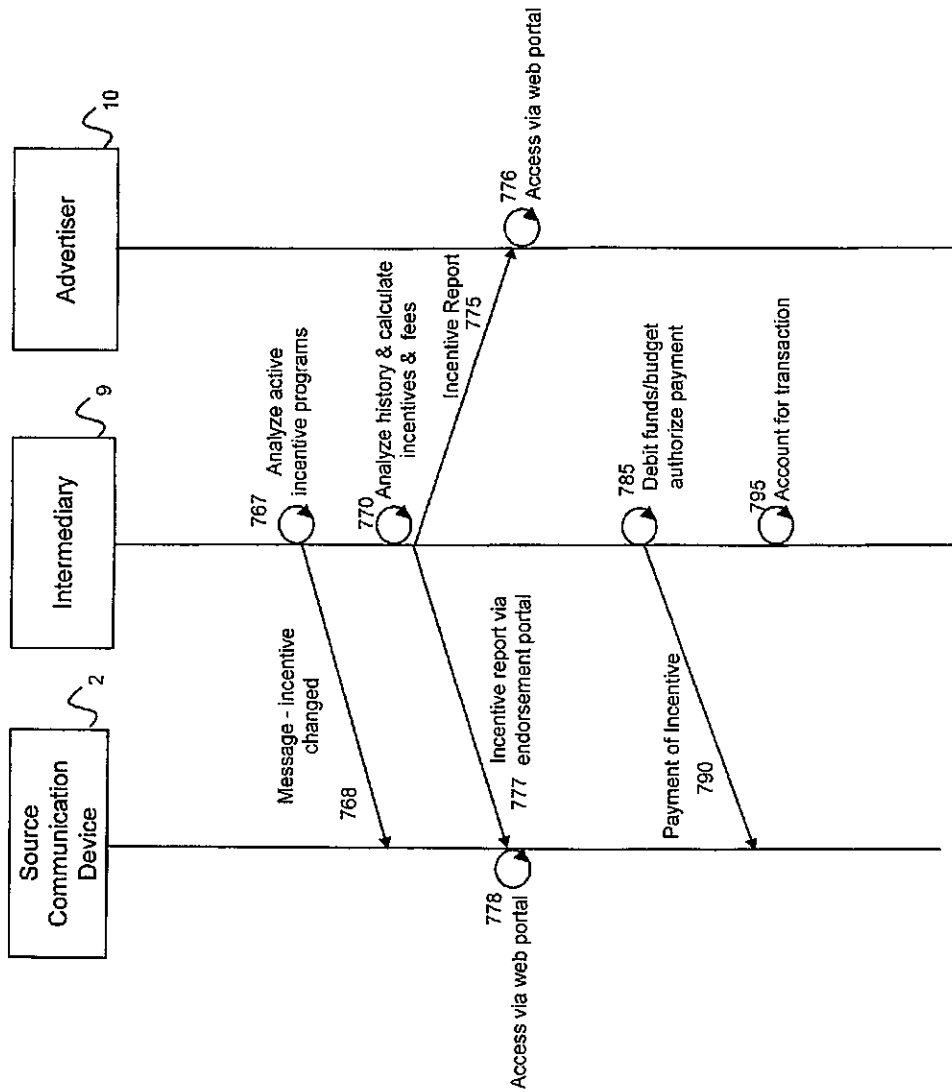 Source
Communication
Device
2
Intermediary
9
Advertiser
10
767
Analyze active
incentive programs
Message - incentive
changed
768
770
Analyze history & calculate
incentives & fees
Incentive Report
775
776
Access via web portal
Incentive report via
777 endorsement portal
778
Access via web portal
785
Debit funds/budget
authorize payment
Payment of Incentive
790
795
Account for transaction